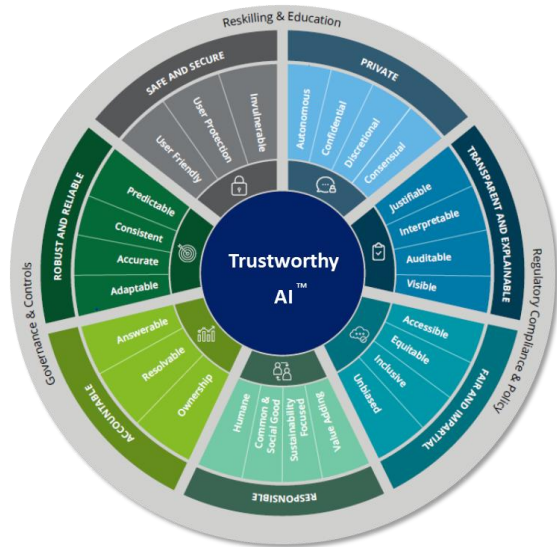 Reskilling & Education
Regulatory Compliance & Policy
Governance & Controls
SAFE AND SECURE
User Friendly
User Protection
Invulnerable
PRIVATE
Autonomous
Confidential
Discretional
Consensual
TRANSPARENT AND EXPLAINABLE
Justifiable
Interpretable
Auditable
Visible
FAIR AND IMPARTIAL
Accessible
Equitable
Inclusive
Unbiased
RESPONSIBLE
Humane
Common &
Social Good
Sustainability
Focused
Value Adding
ACCOUNTABLE
Answerable
Resolvable
Ownership
ROBUST AND RELIABLE
Predictable
Consistent
Accurate
Adaptable
Trustworthy
AI™